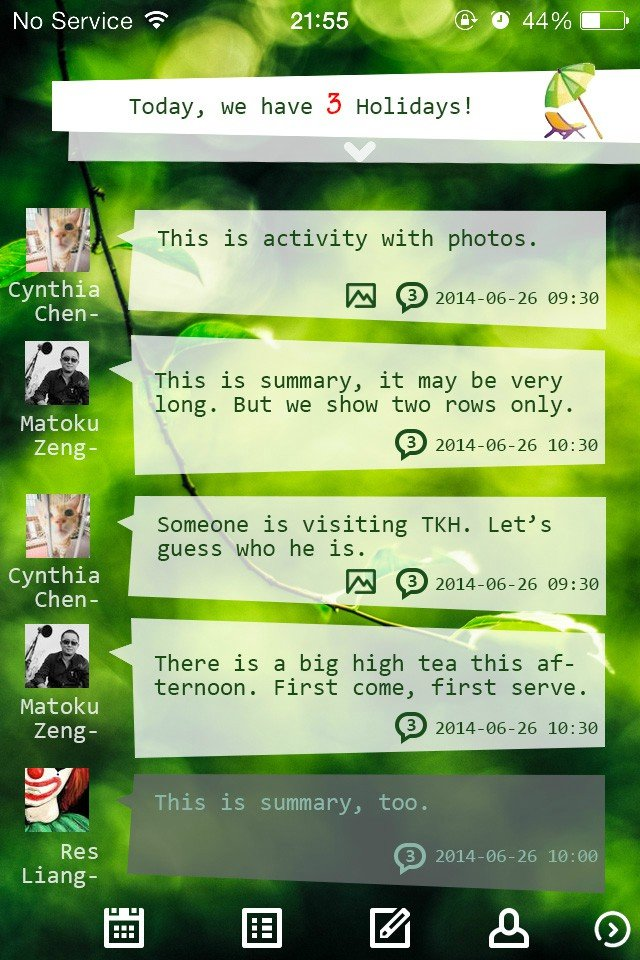 No Service 21:55 44%
Today, we have 3 Holidays!
This is activity with photos.
3 2014-06-26 09:30
Cynthia
Chen-
This is summary, it may be very
long. But we show two rows only.
3 2014-06-26 10:30
Matoku
Zeng-
Someone is visiting TKH. Let’s
guess who he is.
3 2014-06-26 09:30
Cynthia
Chen-
There is a big high tea this af-
ternoon. First come, first serve.
3 2014-06-26 10:30
Matoku
Zeng-
This is summary, too.
3 2014-06-26 10:00
Res
Liang-